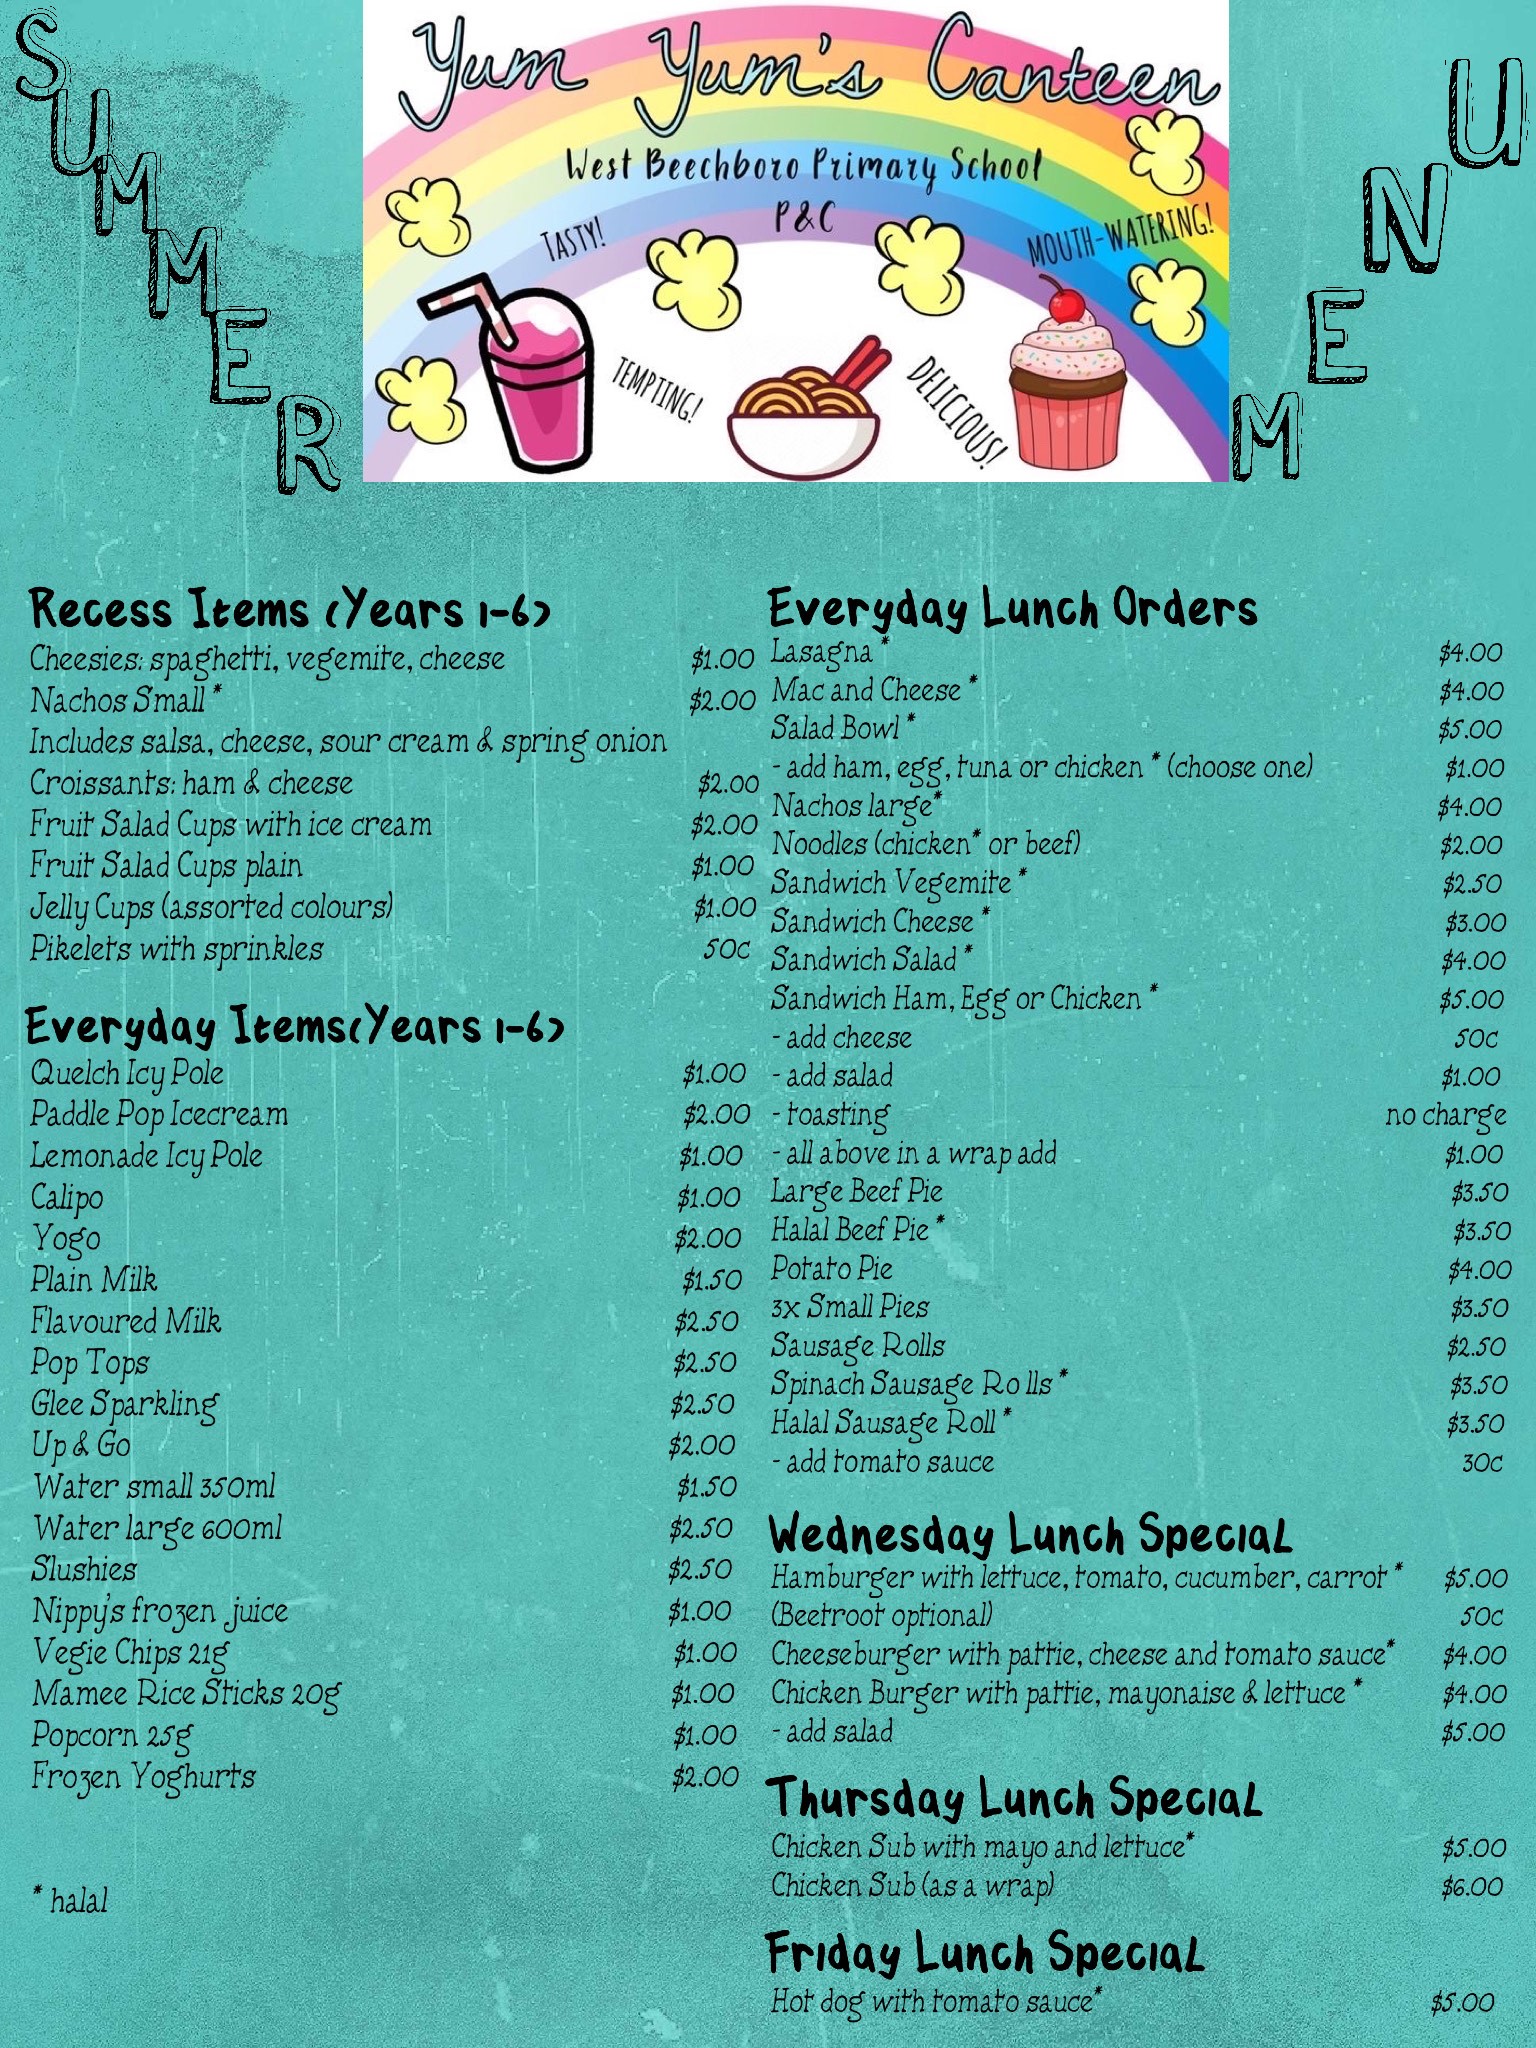 SUMMER
MENU
Yum Yum's Canteen
West Beechboro Primary School
P&C
TASTY!
MOUTH-WATERING!
TEMPTING!
DELICIOUS!
Recess Items (Years 1-6)
Cheesies: spaghetti, vegemite, cheese $1.00
Nachos Small * $2.00
Includes salsa, cheese, sour cream & spring onion
Croissants: ham & cheese $2.00
Fruit Salad Cups with ice cream $2.00
Fruit Salad Cups plain $1.00
Jelly Cups (assorted colours) $1.00
Pikelets with sprinkles 50c
Everyday Items(Years 1-6)
Quelch Icy Pole $1.00
Paddle Pop Icecream $2.00
Lemonade Icy Pole $1.00
Calipo $1.00
Yogo $2.00
Plain Milk $1.50
Flavoured Milk $2.50
Pop Tops $2.50
Glee Sparkling $2.50
Up & Go $2.00
Water small 350ml $1.50
Water large 600ml $2.50
Slushies $2.50
Nippy's frozen juice $1.00
Vegie Chips 21g $1.00
Mamee Rice Sticks 20g $1.00
Popcorn 25g $1.00
Frozen Yoghurts $2.00
* halal
Everyday Lunch Orders
Lasagna * $4.00
Mac and Cheese * $4.00
Salad Bowl * $5.00
- add ham, egg, tuna or chicken * (choose one) $1.00
Nachos large* $4.00
Noodles (chicken* or beef) $2.00
Sandwich Vegemite * $2.50
Sandwich Cheese * $3.00
Sandwich Salad * $4.00
Sandwich Ham, Egg or Chicken * $5.00
- add cheese 50c
- add salad $1.00
- toasting no charge
- all above in a wrap add $1.00
Large Beef Pie $3.50
Halal Beef Pie * $3.50
Potato Pie $4.00
3x Small Pies $3.50
Sausage Rolls $2.50
Spinach Sausage Rolls * $3.50
Halal Sausage Roll * $3.50
- add tomato sauce 30c
Wednesday Lunch Special
Hamburger with lettuce, tomato, cucumber, carrot * $5.00
(Beetroot optional) 50c
Cheeseburger with pattie, cheese and tomato sauce* $4.00
Chicken Burger with pattie, mayonaise & lettuce * $4.00
- add salad $5.00
Thursday Lunch Special
Chicken Sub with mayo and lettuce* $5.00
Chicken Sub (as a wrap) $6.00
Friday Lunch Special
Hot dog with tomato sauce* $5.00